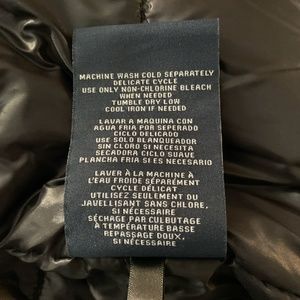 MACHINE WASH COLD SEPARATELY
DELICATE CYCLE
USE ONLY NON-CHLORINE BLEACH
WHEN NEEDED
TUMBLE DRY LOW
COOL IRON IF NEEDED
LAVAR A MAQUINA CON
AGUA FRIA POR SEPERADO
CICLO DELICADO
USE SOLO BLANQUEADOR
SIN CLORO SI NECESITA
SECADORA CICLO SUAVE
PLANCHA FRIA SI ES NECESARIO
LAVER À LA MACHINE À
L'EAU FROIDE SÉPARÉMENT
CYCLE DÉLICAT
UTILISEZ SEULEMENT DU
JAVELLISANT SANS CHLORE,
SI NÉCESSAIRE
SÉCHAGE PAR CULBUTAGE
À TEMPÉRATURE BASSE
REPASSAGE DOUX,
SI NÉCESSAIRE